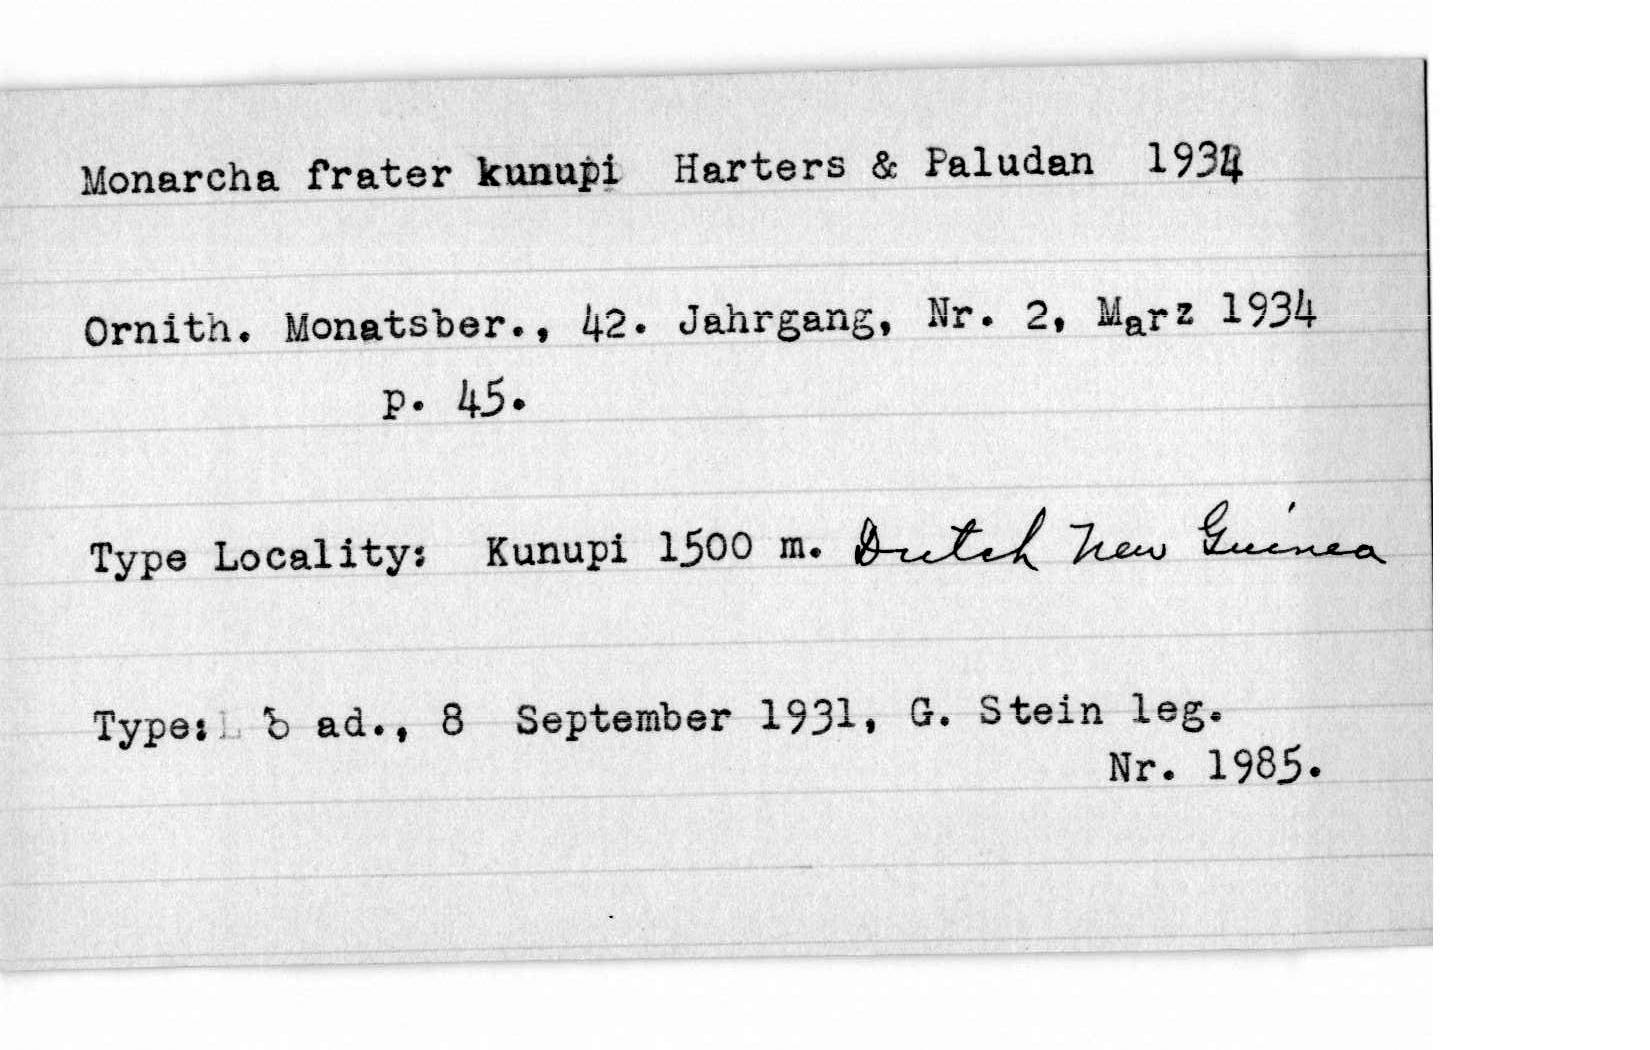 Monarcha frater kunupi Harters & Paludan 1934
Ornith. Monatsber., 42. Jahrgang, Nr. 2, Marz 1934
p. 45.
Type Locality: Kunupi 1500 m. Dutch New Guinea
Type: ♂ ad., 8 September 1931, G. Stein leg.
Nr. 1985.